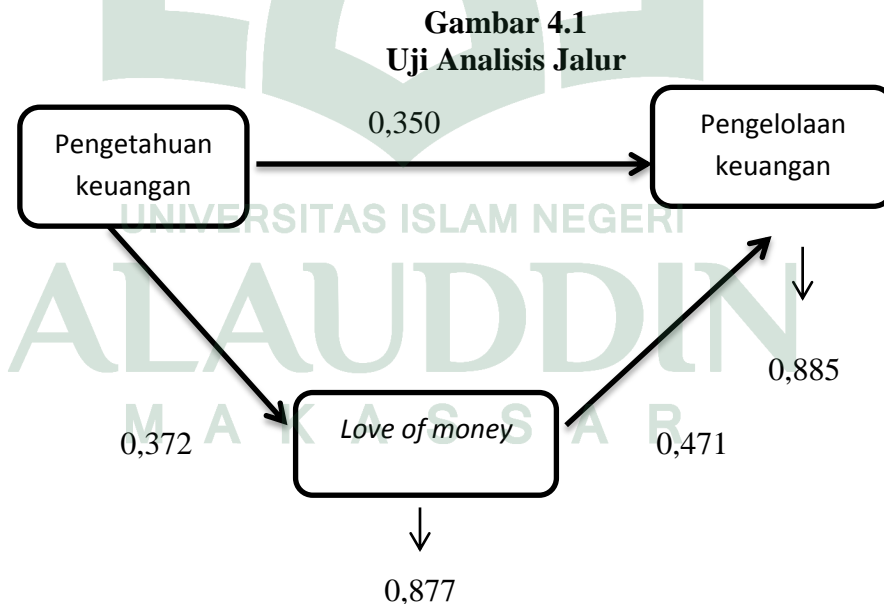 Gambar 4.1
Uji Analisis Jalur
0,350
Pengetahuan
keuangan
Pengelolaan
keuangan
UNIVERSITAS ISLAM NEGERI
ALAUDDIN
MAKASSAR
0,885
0,372
Love of money
0,471
0,877